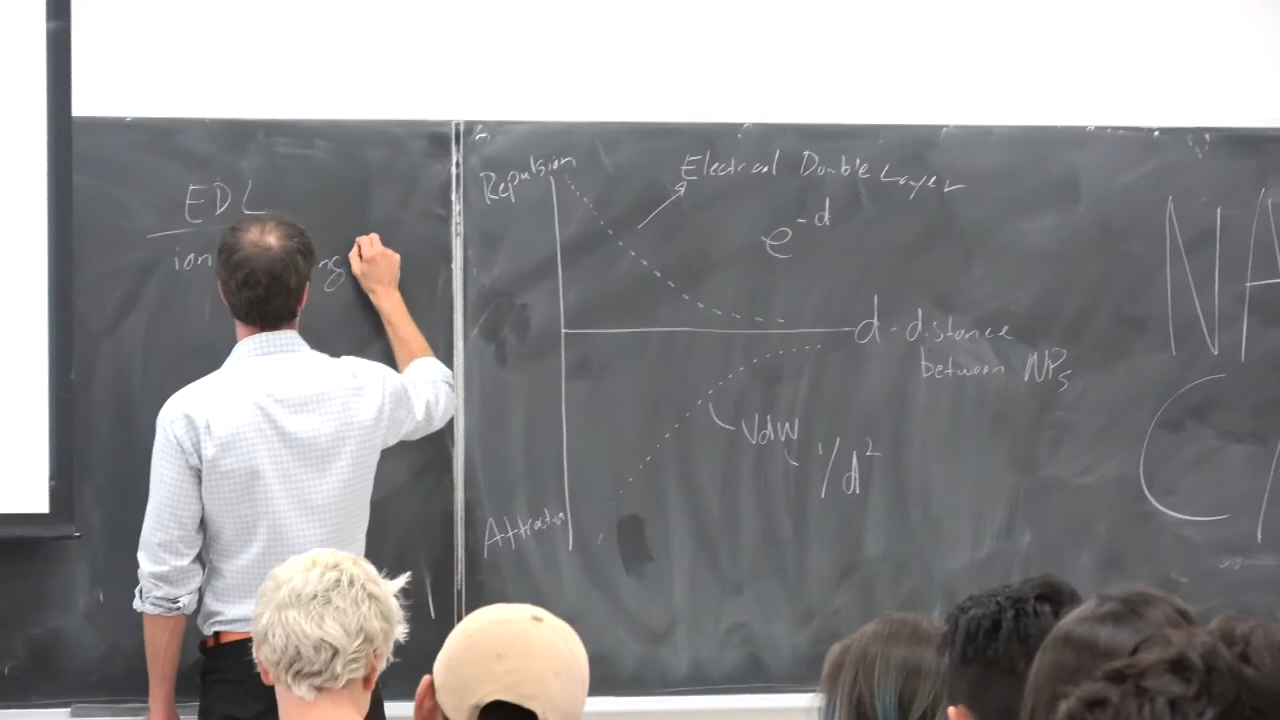 EDL
ion
Repulsion
Electrical Double Layer
e^-d
d - distance
between NPs
VdW
1/d²
Attraction
NA
C